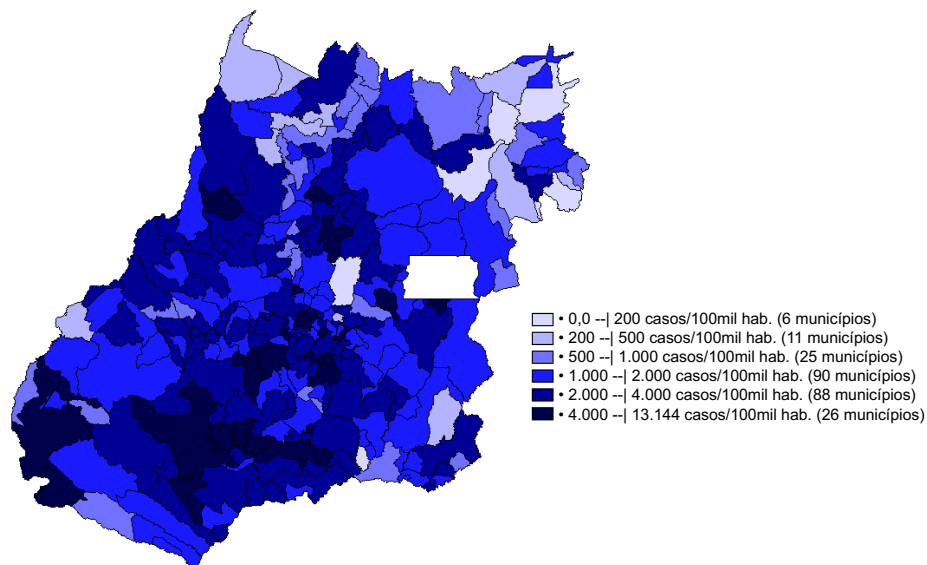 • 0,0 --| 200 casos/100mil hab. (6 municípios)
• 200 --| 500 casos/100mil hab. (11 municípios)
• 500 --| 1.000 casos/100mil hab. (25 municípios)
• 1.000 --| 2.000 casos/100mil hab. (90 municípios)
• 2.000 --| 4.000 casos/100mil hab. (88 municípios)
• 4.000 --| 13.144 casos/100mil hab. (26 municípios)